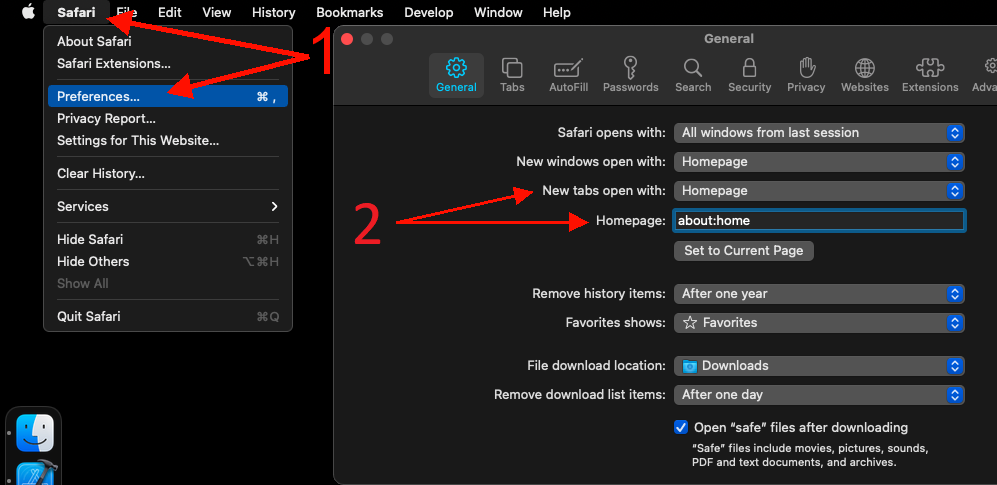 Safari File Edit View History Bookmarks Develop Window Help
About Safari
Safari Extensions...
Preferences... ⌘ ,
Privacy Report...
Settings for This Website...
Clear History...
Services
Hide Safari ⌘H
Hide Others ⌥⌘H
Show All
Quit Safari ⌘Q
1
2
General
General Tabs AutoFill Passwords Search Security Privacy Websites Extensions Adva
Safari opens with: All windows from last session
New windows open with: Homepage
New tabs open with: Homepage
Homepage: about:home
Set to Current Page
Remove history items: After one year
Favorites shows: Favorites
File download location: Downloads
Remove download list items: After one day
Open “safe” files after downloading
“Safe” files include movies, pictures, sounds,
PDF and text documents, and archives.